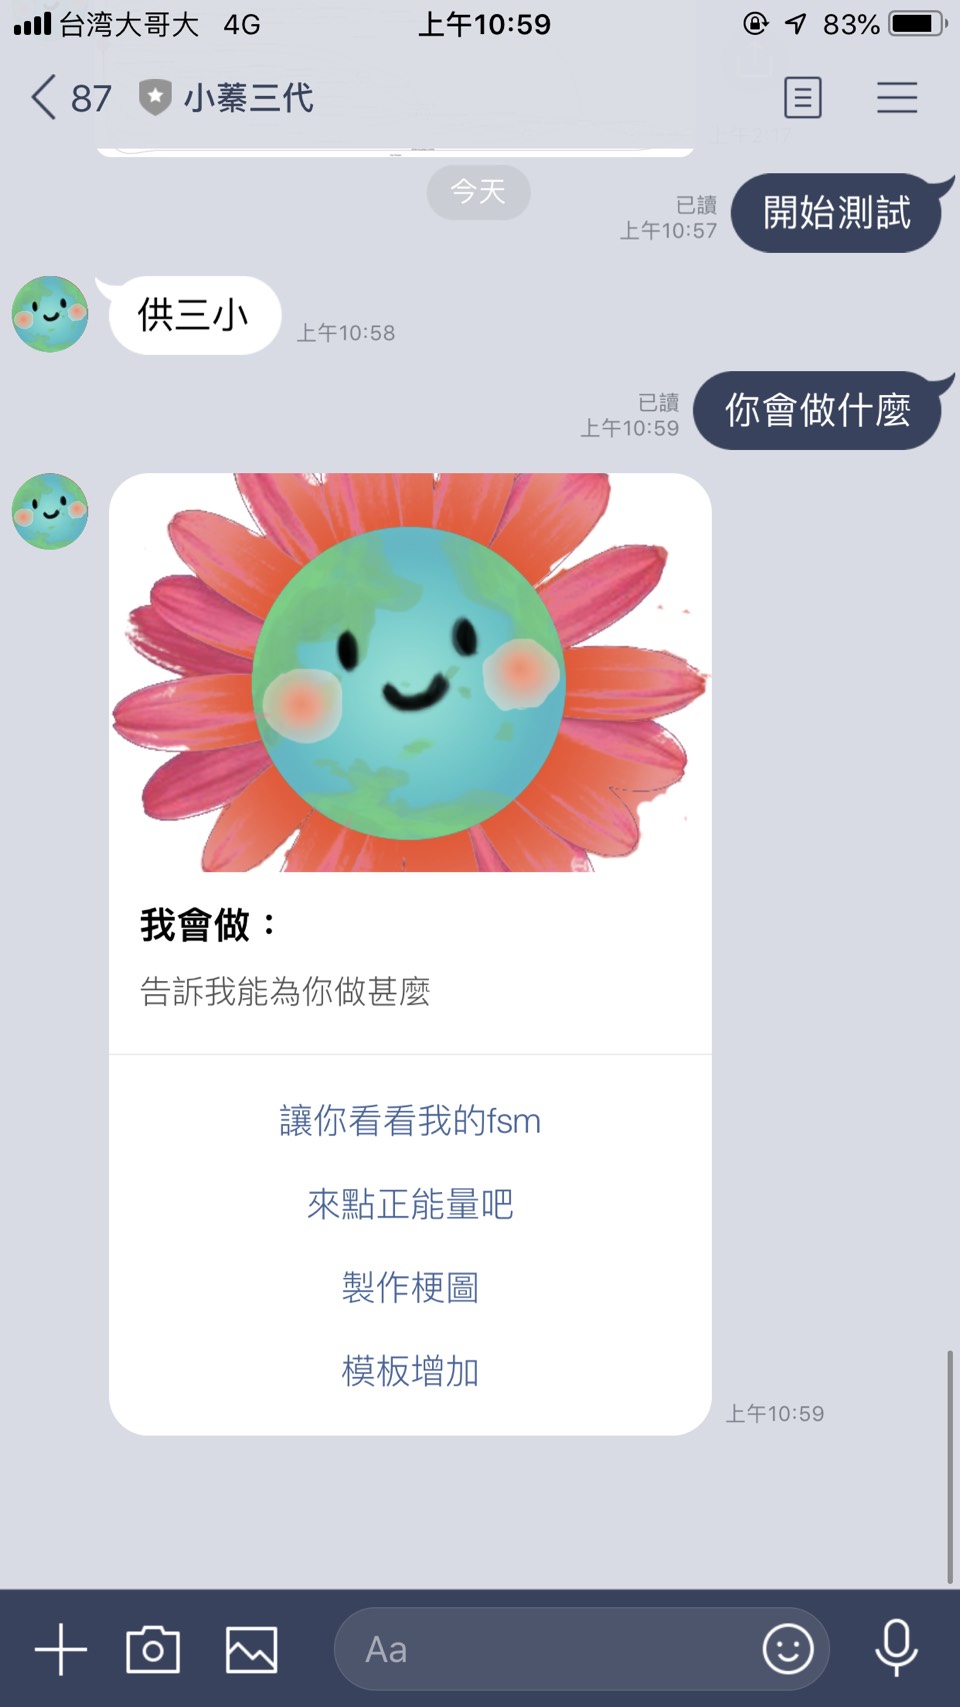 台湾大哥大 4G 上午10:59 83%
87 小蓁三代
上午2:17
今天
已讀
上午10:57
開始測試
供三小
上午10:58
已讀
上午10:59
你會做什麼
我會做：
告訴我能為你做甚麼
讓你看看我的fsm
來點正能量吧
製作梗圖
模板增加
上午10:59
Aa